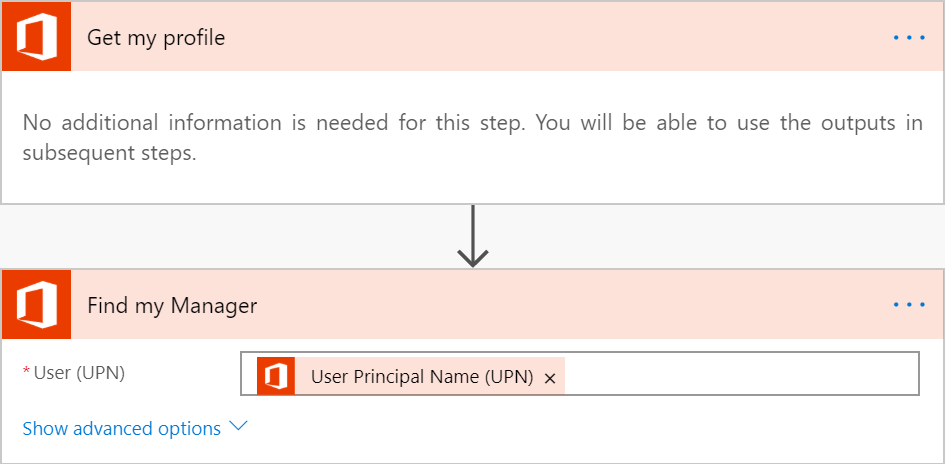 Get my profile
...
No additional information is needed for this step. You will be able to use the outputs in
subsequent steps.
Find my Manager
...
*User (UPN)
User Principal Name (UPN) ×
Show advanced options